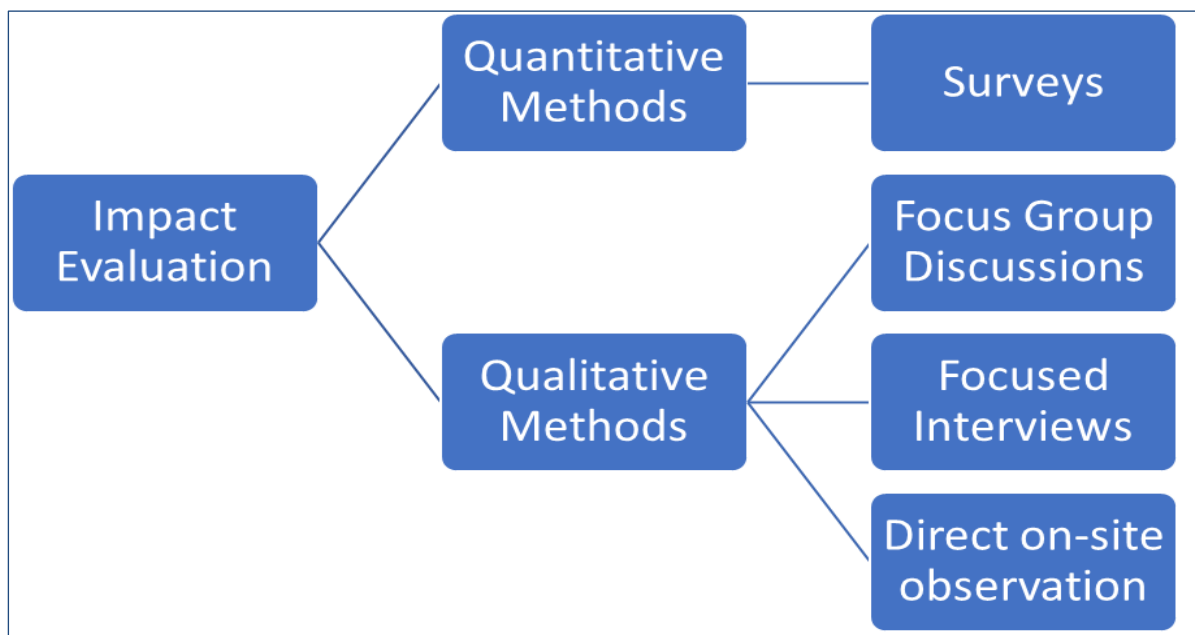 Impact
Evaluation
Quantitative
Methods
Surveys
Qualitative
Methods
Focus Group
Discussions
Focused
Interviews
Direct on-site
observation